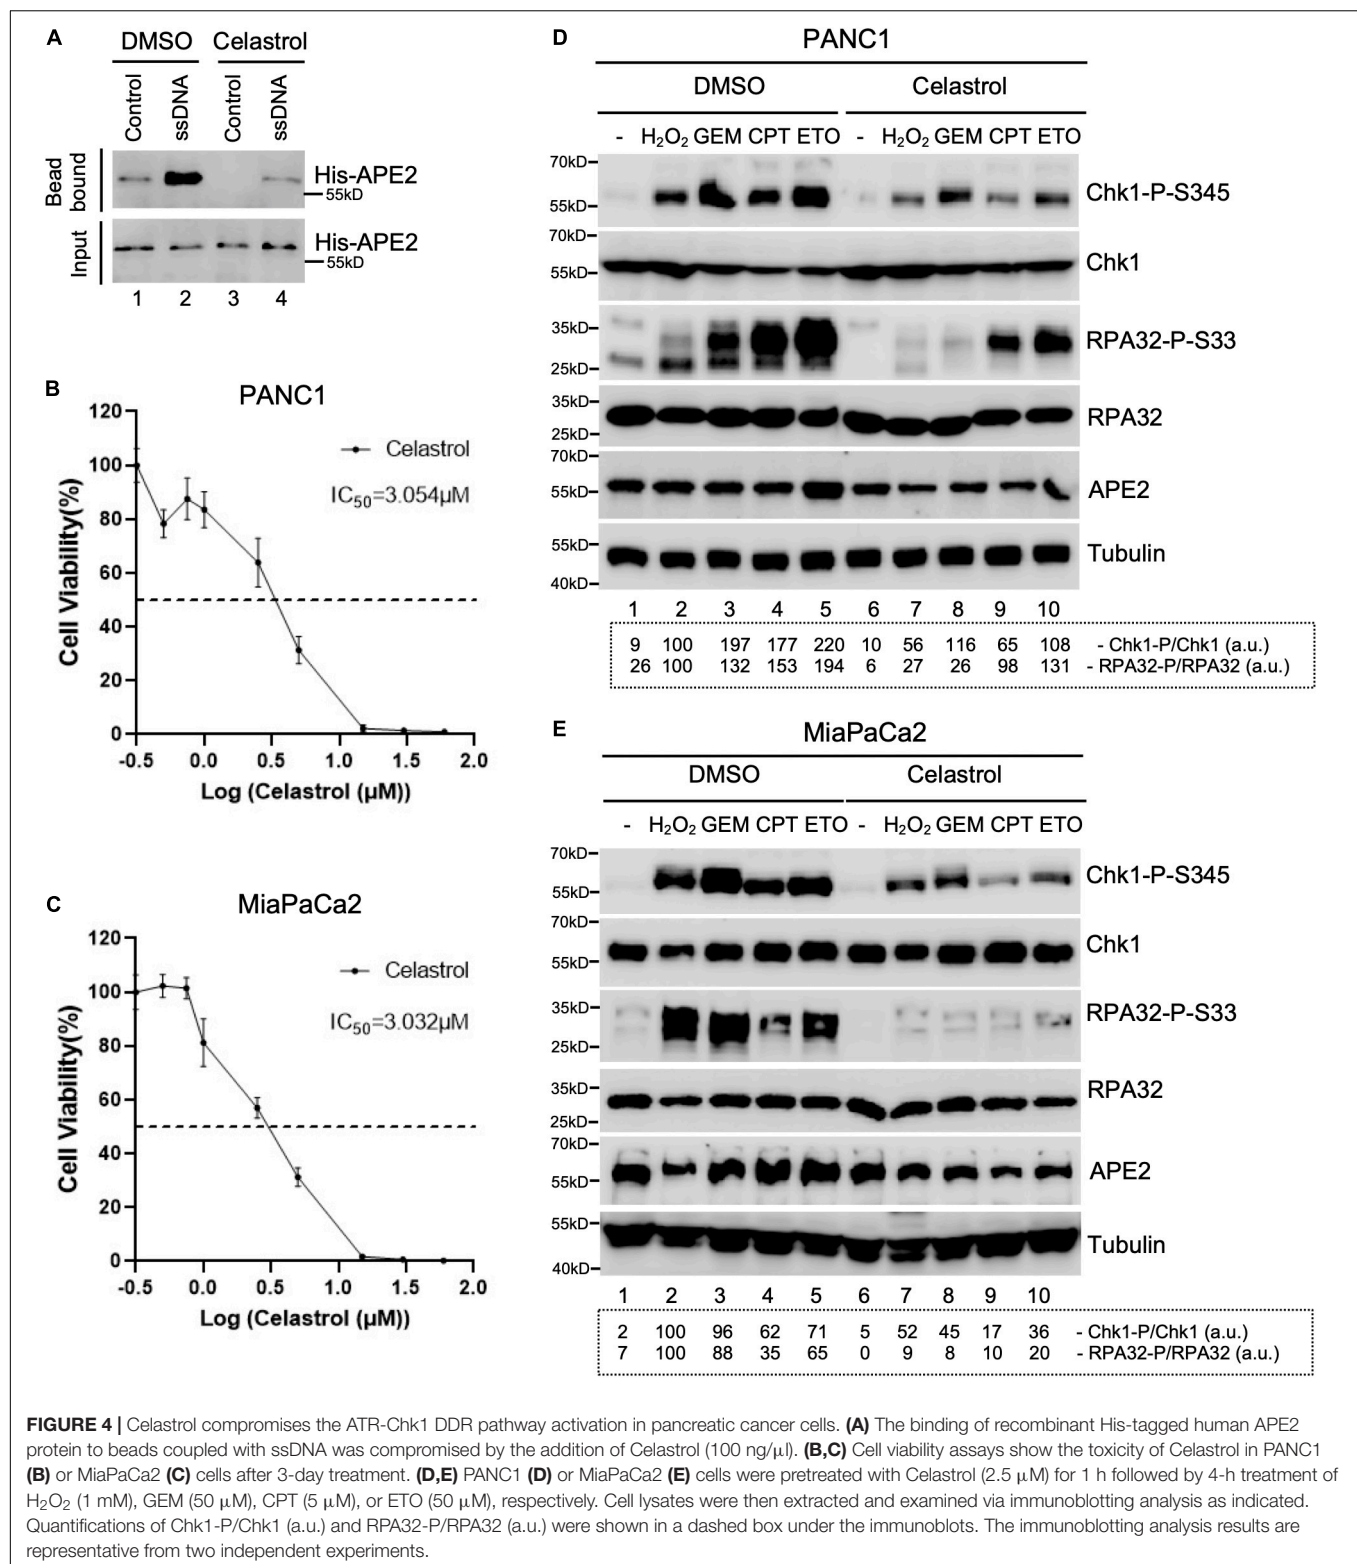 A
DMSO Celastrol
Control ssDNA Control ssDNA
Bead bound
His-APE2
55kD
Input
His-APE2
55kD
1 2 3 4
B
PANC1
Cell Viability(%)
120
100
80
60
40
20
0
Celastrol
IC50=3.054µM
-0.5 0.0 0.5 1.0 1.5 2.0
Log (Celastrol (µM))
C
MiaPaCa2
Cell Viability(%)
120
100
80
60
40
20
0
Celastrol
IC50=3.032µM
-0.5 0.0 0.5 1.0 1.5 2.0
Log (Celastrol (µM))
D
PANC1
DMSO Celastrol
- H2O2 GEM CPT ETO - H2O2 GEM CPT ETO
70kD
55kD
Chk1-P-S345
70kD
55kD
Chk1
35kD
25kD
RPA32-P-S33
35kD
25kD
RPA32
70kD
55kD
APE2
55kD
40kD
Tubulin
1 2 3 4 5 6 7 8 9 10
9 100 197 177 220 10 56 116 65 108 - Chk1-P/Chk1 (a.u.)
26 100 132 153 194 6 27 26 98 131 - RPA32-P/RPA32 (a.u.)
E
MiaPaCa2
DMSO Celastrol
- H2O2 GEM CPT ETO - H2O2 GEM CPT ETO
70kD
55kD
Chk1-P-S345
70kD
55kD
Chk1
35kD
25kD
RPA32-P-S33
35kD
25kD
RPA32
70kD
55kD
APE2
55kD
40kD
Tubulin
1 2 3 4 5 6 7 8 9 10
2 100 96 62 71 5 52 45 17 36 - Chk1-P/Chk1 (a.u.)
7 100 88 35 65 0 9 8 10 20 - RPA32-P/RPA32 (a.u.)
FIGURE 4 | Celastrol compromises the ATR-Chk1 DDR pathway activation in pancreatic cancer cells. (A) The binding of recombinant His-tagged human APE2
protein to beads coupled with ssDNA was compromised by the addition of Celastrol (100 ng/µl). (B,C) Cell viability assays show the toxicity of Celastrol in PANC1
(B) or MiaPaCa2 (C) cells after 3-day treatment. (D,E) PANC1 (D) or MiaPaCa2 (E) cells were pretreated with Celastrol (2.5 µM) for 1 h followed by 4-h treatment of
H2O2 (1 mM), GEM (50 µM), CPT (5 µM), or ETO (50 µM), respectively. Cell lysates were then extracted and examined via immunoblotting analysis as indicated.
Quantifications of Chk1-P/Chk1 (a.u.) and RPA32-P/RPA32 (a.u.) were shown in a dashed box under the immunoblots. The immunoblotting analysis results are
representative from two independent experiments.